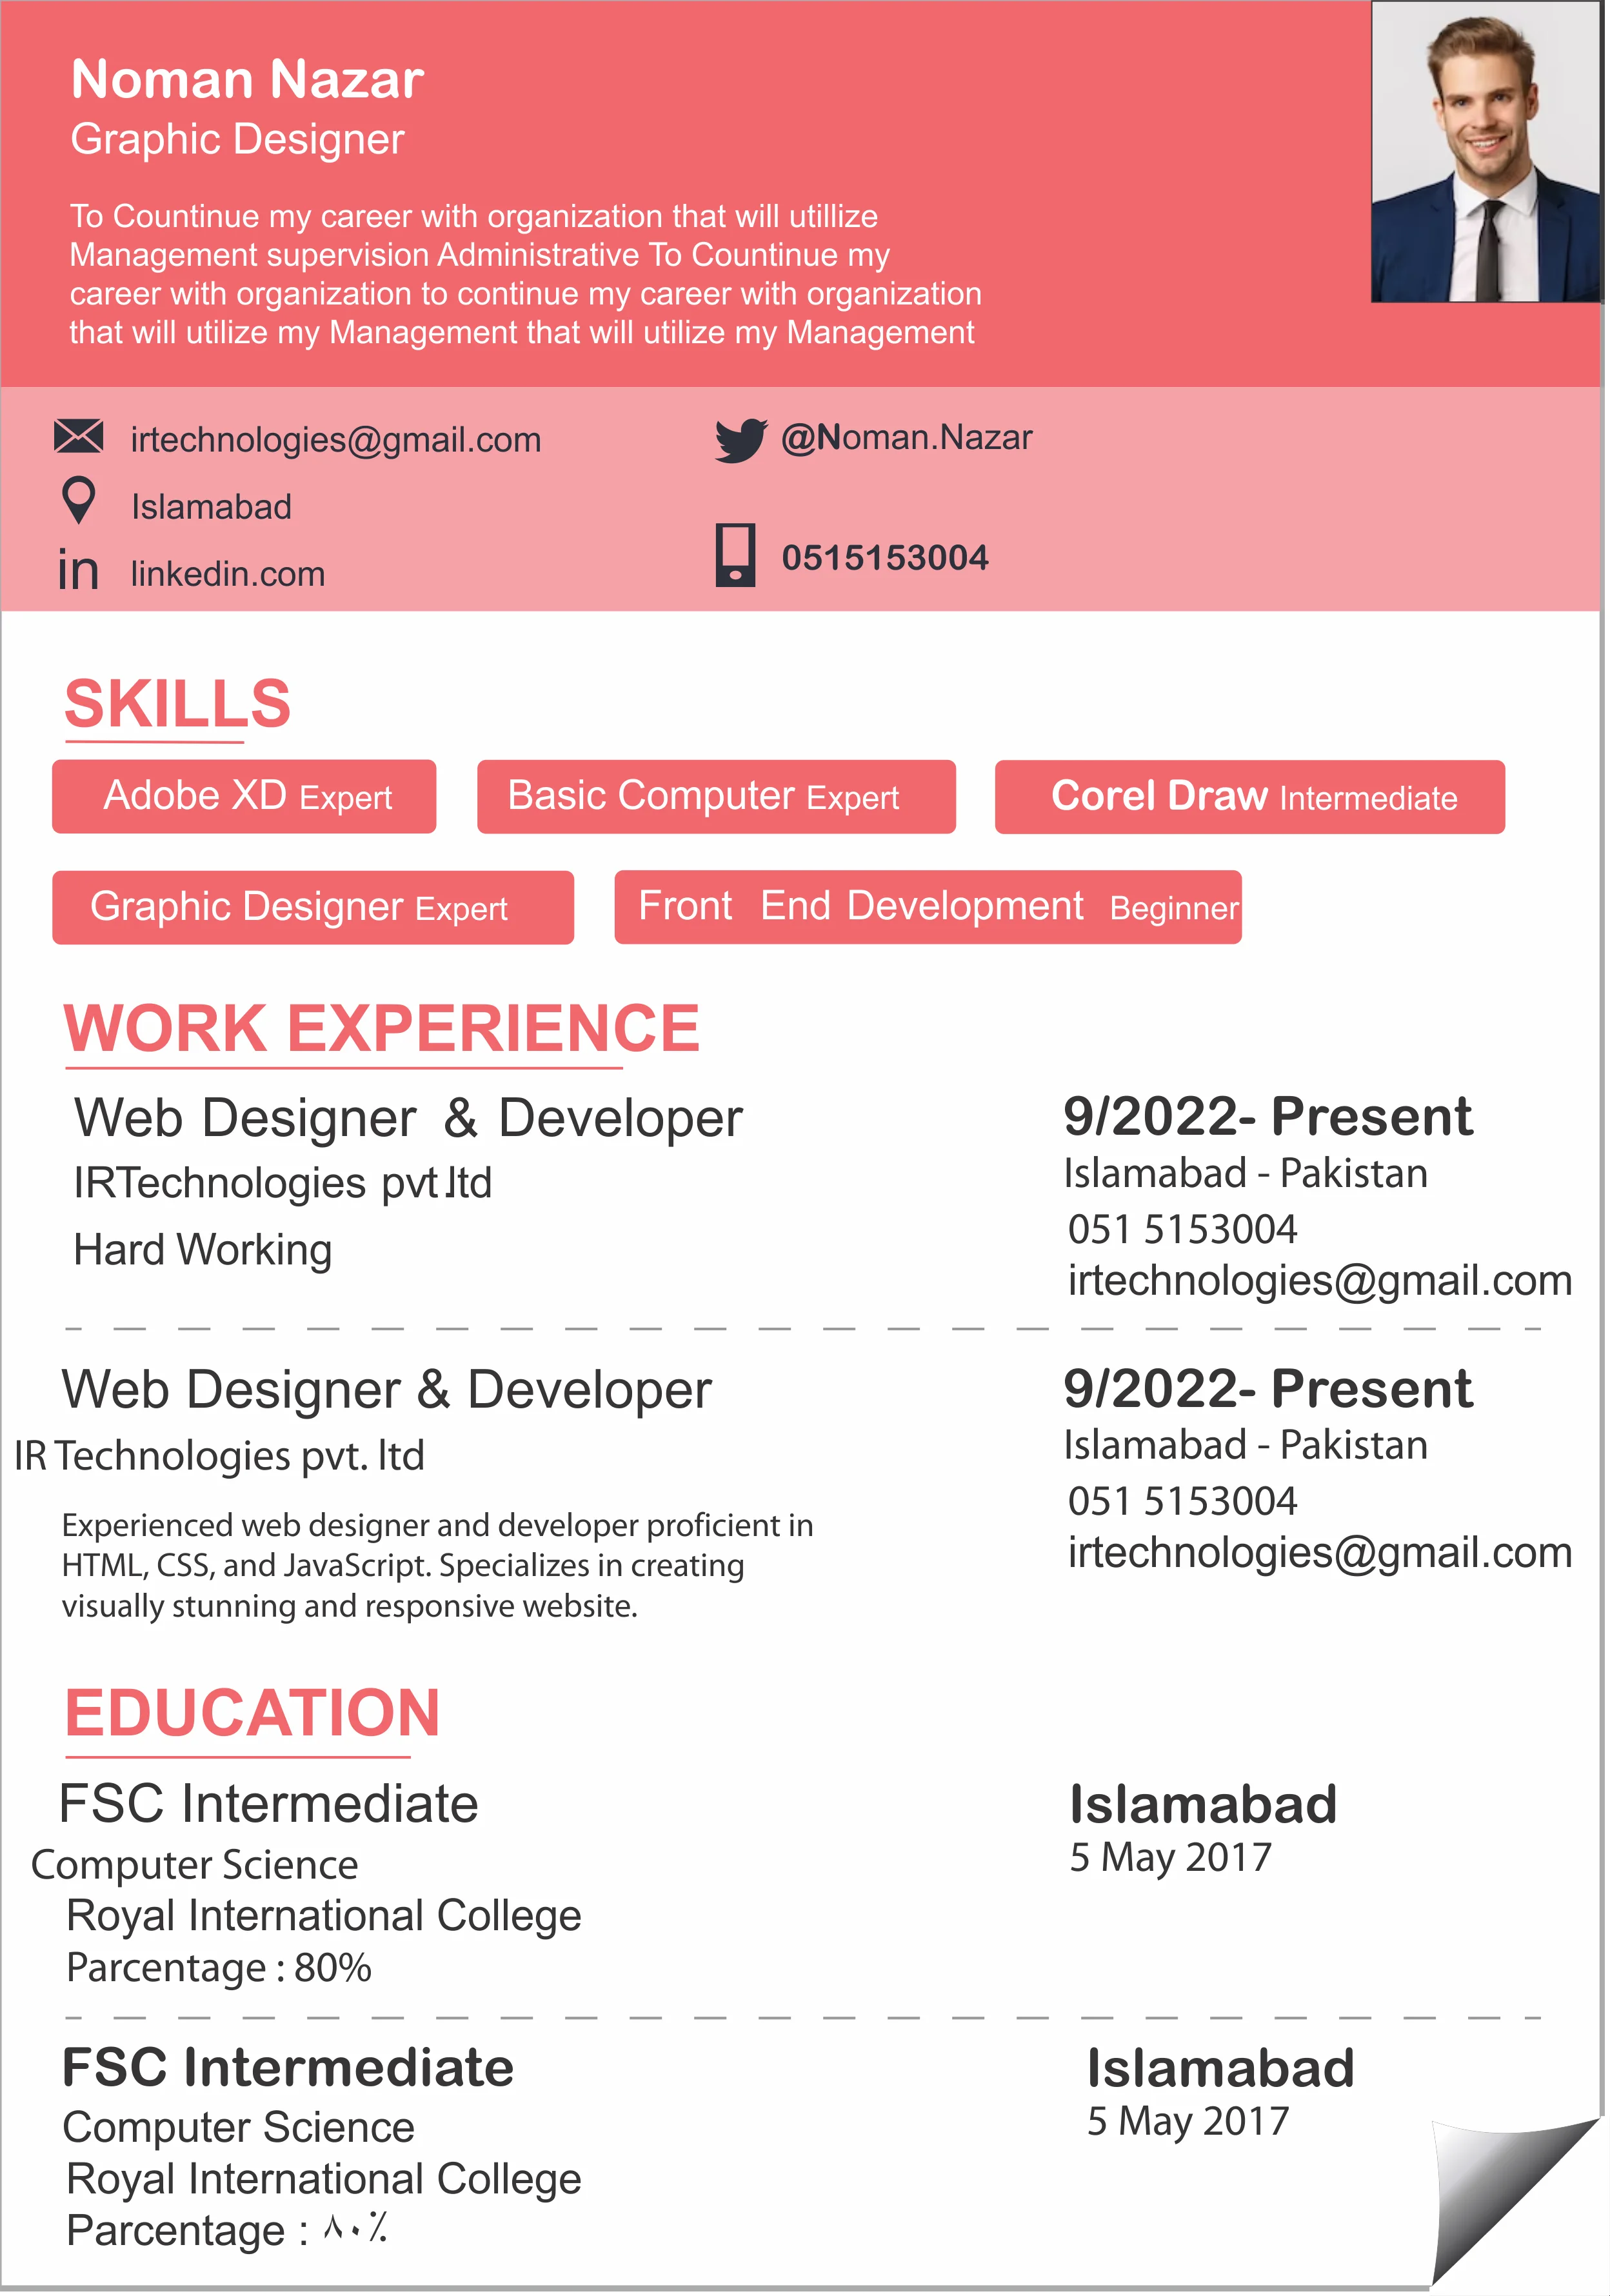 Noman Nazar
Graphic Designer
To Countinue my career with organization that will utillize
Management supervision Administrative To Countinue my
career with organization to continue my career with organization
that will utilize my Management that will utilize my Management
irtechnologies@gmail.com
@Noman.Nazar
Islamabad
in linkedin.com
0515153004
SKILLS
Adobe XD Expert
Basic Computer Expert
Corel Draw Intermediate
Graphic Designer Expert
Front End Development Beginner
WORK EXPERIENCE
Web Designer & Developer
IRTechnologies pvt.ltd
Hard Working
9/2022- Present
Islamabad - Pakistan
051 5153004
irtechnologies@gmail.com
Web Designer & Developer
IR Technologies pvt. ltd
Experienced web designer and developer proficient in
HTML, CSS, and JavaScript. Specializes in creating
visually stunning and responsive website.
9/2022- Present
Islamabad - Pakistan
051 5153004
irtechnologies@gmail.com
EDUCATION
FSC Intermediate
Computer Science
Royal International College
Parcentage : 80%
Islamabad
5 May 2017
FSC Intermediate
Computer Science
Royal International College
Parcentage : ٨٠٪
Islamabad
5 May 2017